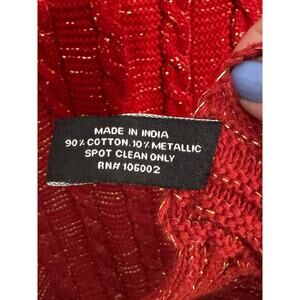 MADE IN INDIA
90% COTTON. 10% METALLIC
SPOT CLEAN ONLY
RN# 106002